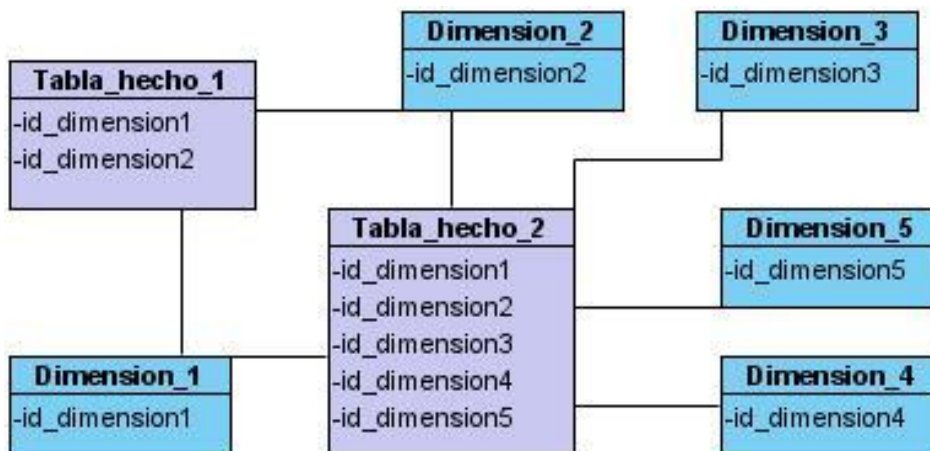 Tabla_hecho_1
-id_dimension1
-id_dimension2
Dimension_2
-id_dimension2
Dimension_3
-id_dimension3
Tabla_hecho_2
-id_dimension1
-id_dimension2
-id_dimension3
-id_dimension4
-id_dimension5
Dimension_5
-id_dimension5
Dimension_1
-id_dimension1
Dimension_4
-id_dimension4